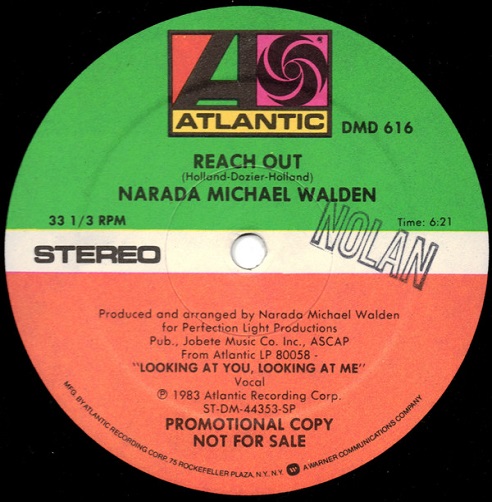 ATLANTIC
DMD 616
REACH OUT
(Holland-Dozier-Holland)
NARADA MICHAEL WALDEN
33 1/3 RPM
Time: 6:21
NOLAN
STEREO
Produced and arranged by Narada Michael Walden
for Perfection Light Productions
Pub., Jobete Music Co. Inc., ASCAP
From Atlantic LP 80058 -
"LOOKING AT YOU, LOOKING AT ME"
Vocal
℗ 1983 Atlantic Recording Corp.
ST-DM-44353-SP
PROMOTIONAL COPY
NOT FOR SALE
MFG. BY ATLANTIC RECORDING CORP. 75 ROCKEFELLER PLAZA, N.Y. N.Y. A WARNER COMMUNICATIONS COMPANY